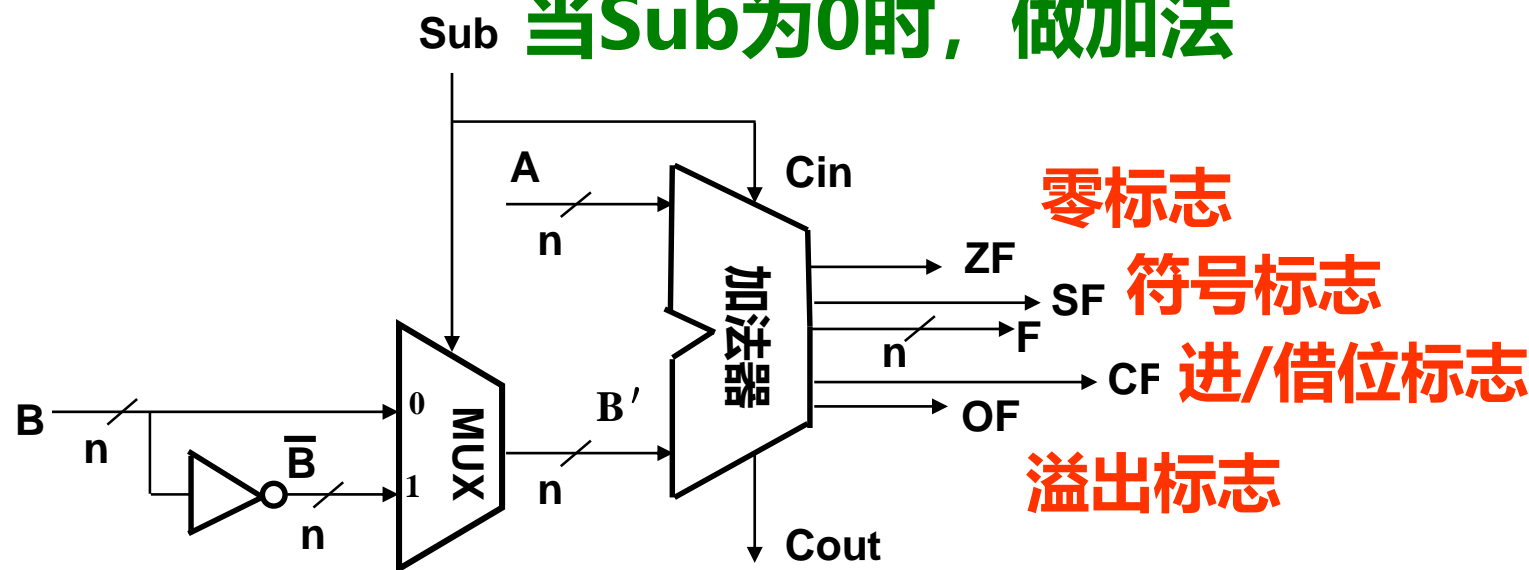 Sub 当Sub为0时，做加法
A
n
Cin
零标志
ZF
SF 符号标志
加法器
n
F
CF 进/借位标志
OF
溢出标志
B
n
0
MUX
B′
n
B̅
n
1
Cout